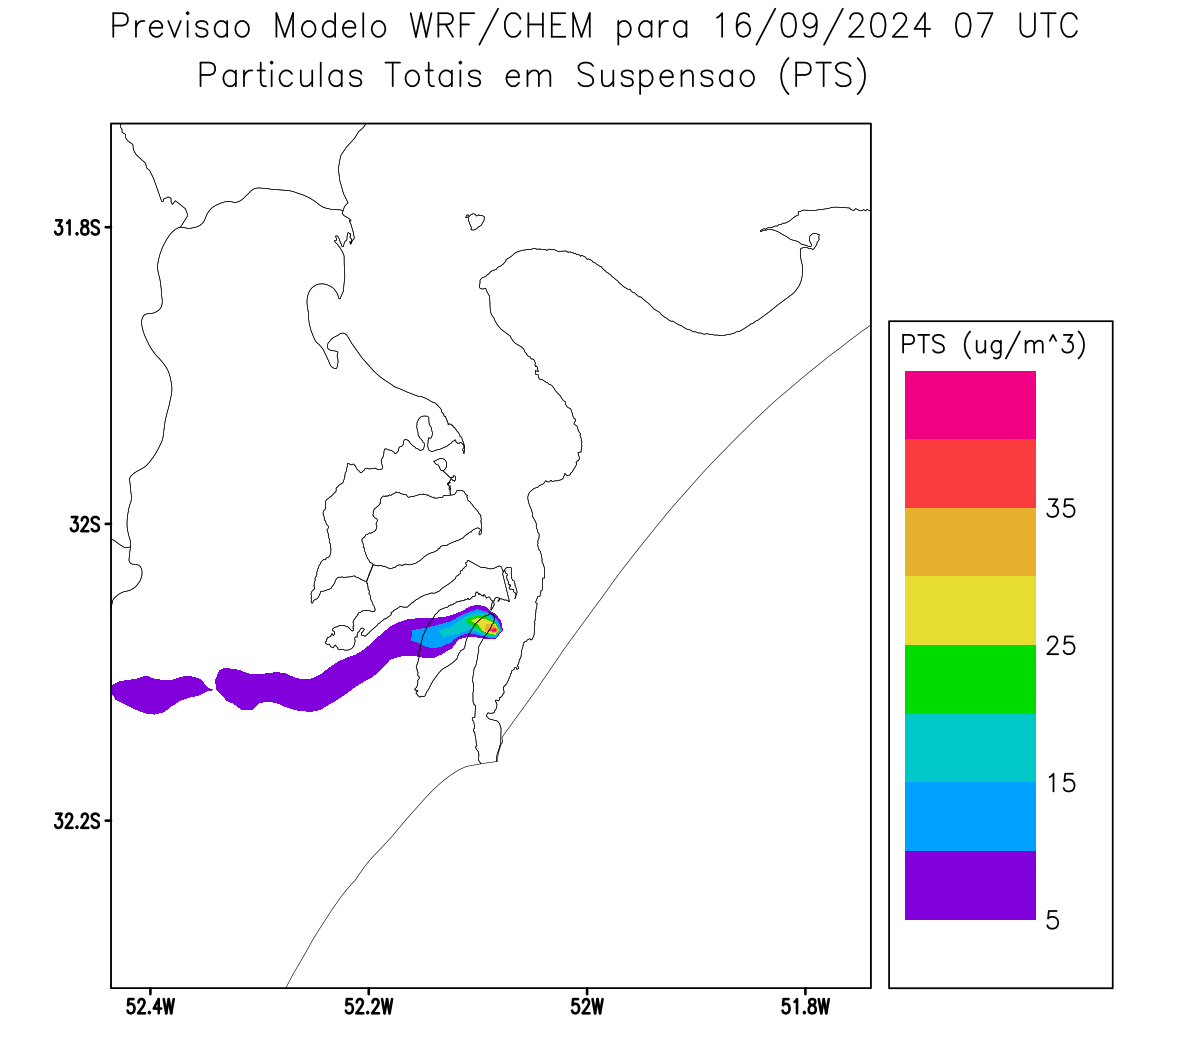 Previsao Modelo WRF/CHEM para 16/09/2024 07 UTC
Particulas Totais em Suspensao (PTS)
31.8S
32S
32.2S
52.4W
52.2W
52W
51.8W
PTS (ug/m^3)
35
25
15
5